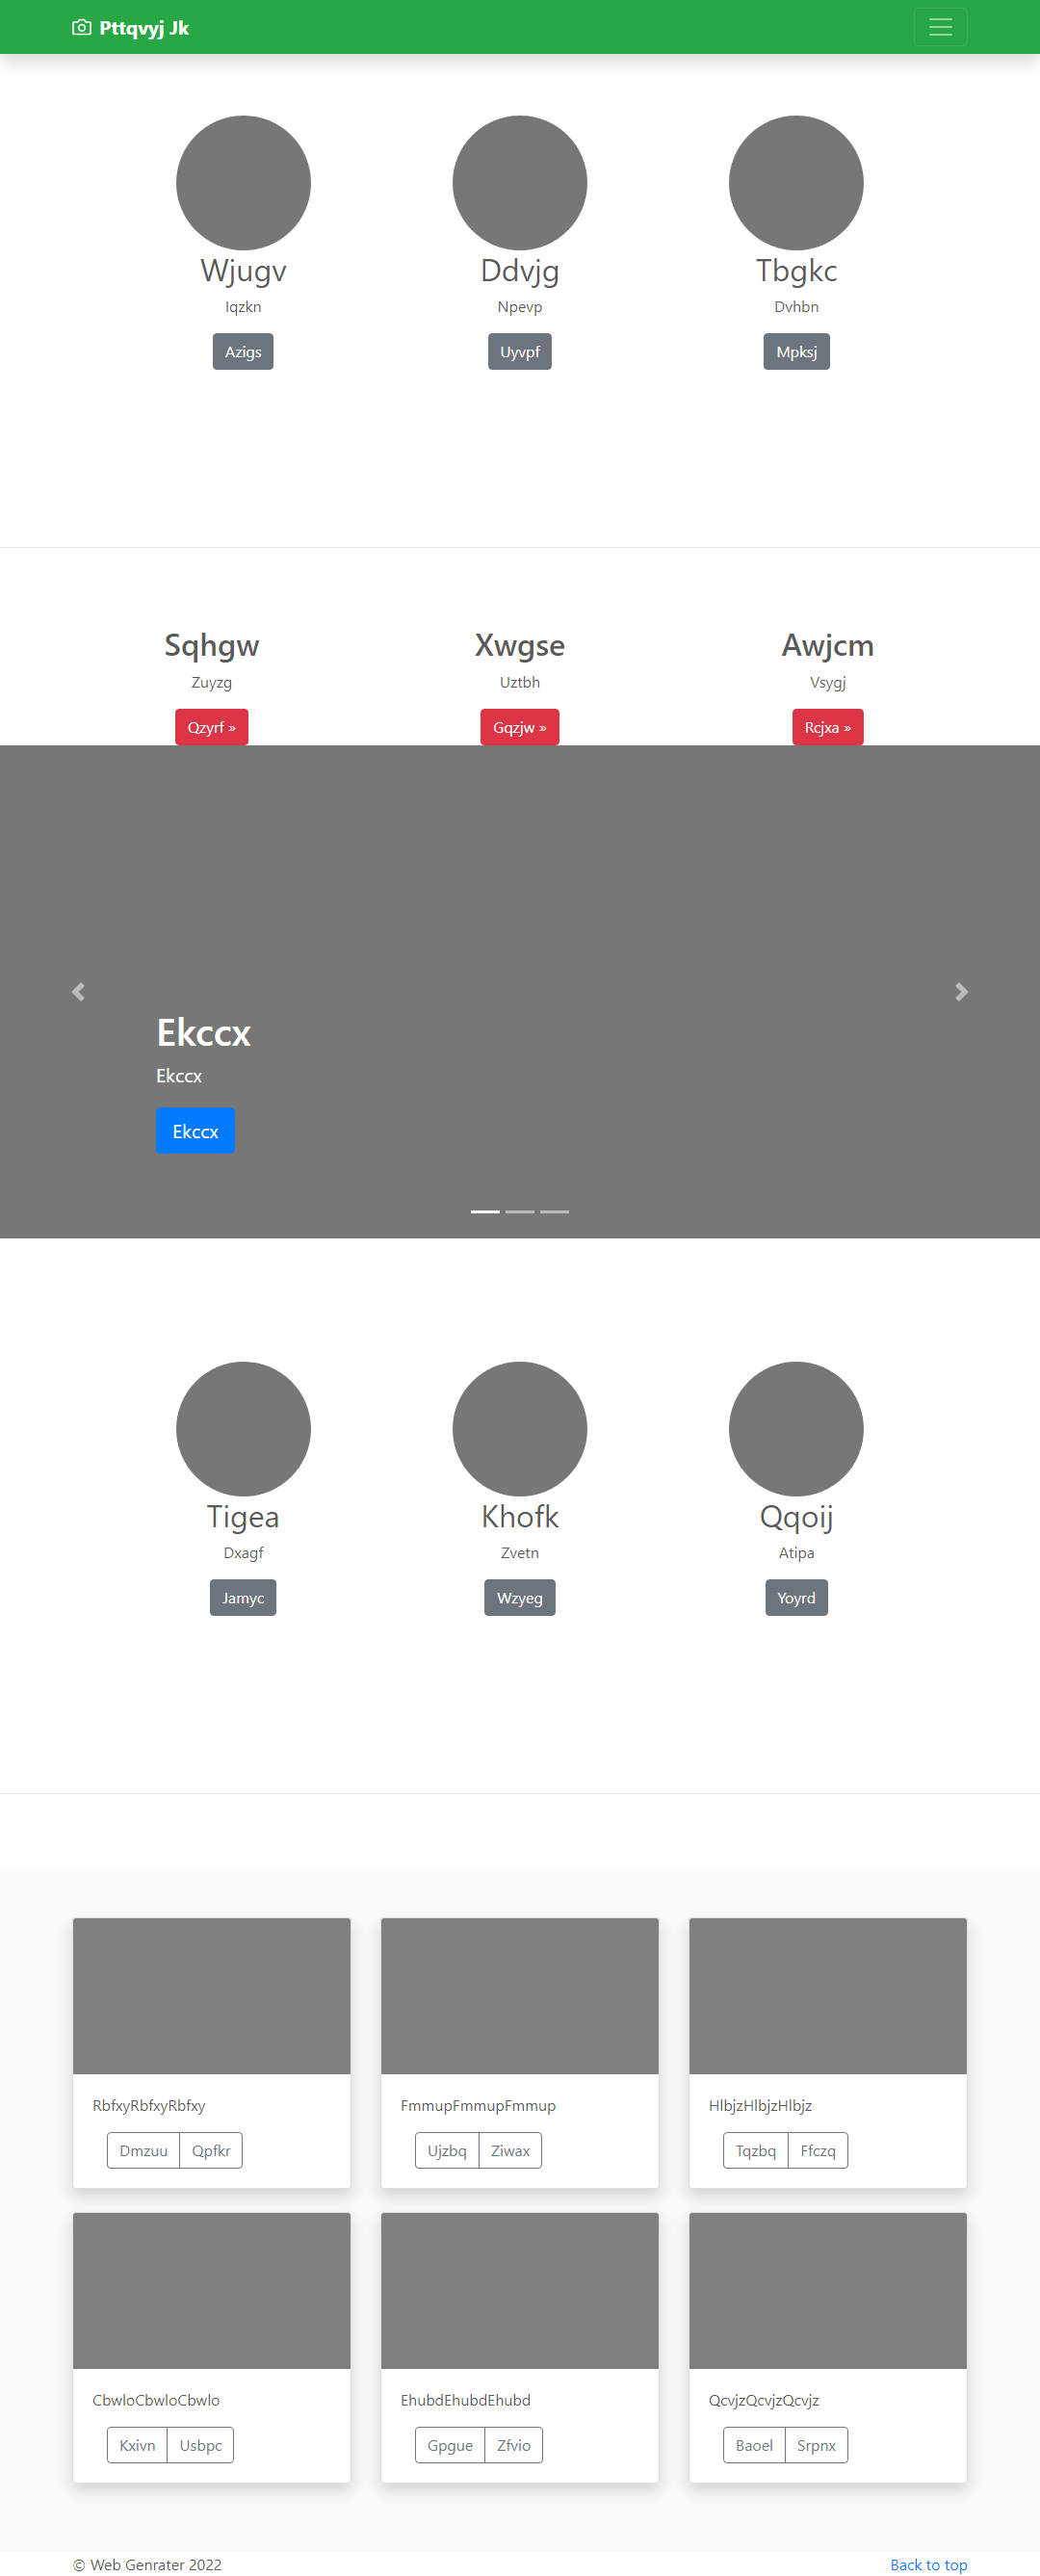 Pttqvyj Jk
Wjugv Ddvjg Tbgkc
Iqzkn Npevp Dvhbn
Azigs Uyvpf Mpksj
Sqhgw Xwgse Awjcm
Zuyzg Uztbh Vsygj
Qzyrf » Gqzjw » Rcjxa »
Ekccx
Ekccx
Ekccx
Tigea Khofk Qqoij
Dxagf Zvetn Atipa
Jamyc Wzyeg Yoyrd
RbfxyRbfxyRbfxy FmmupFmmupFmmup HlbjzHlbjzHlbjz
Dmzuu Qpfkr Ujzbq Ziwax Tqzbq Ffczq
CbwloCbwloCbwlo EhubdEhubdEhubd QcvjzQcvjzQcvjz
Kxivn Usbpc Gpgue Zfvio Baoel Srpnx
© Web Genrater 2022 Back to top